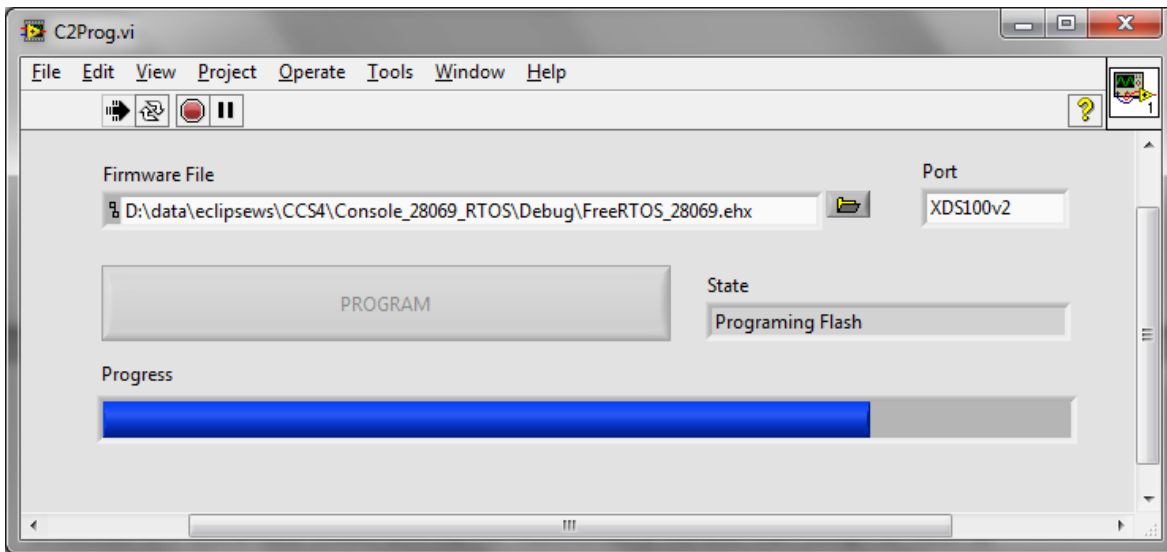 C2Prog.vi
File Edit View Project Operate Tools Window Help
1
Firmware File
Port
D:\data\eclipsews\CCS4\Console_28069_RTOS\Debug\FreeRTOS_28069.ehx
XDS100v2
PROGRAM
State
Programing Flash
Progress